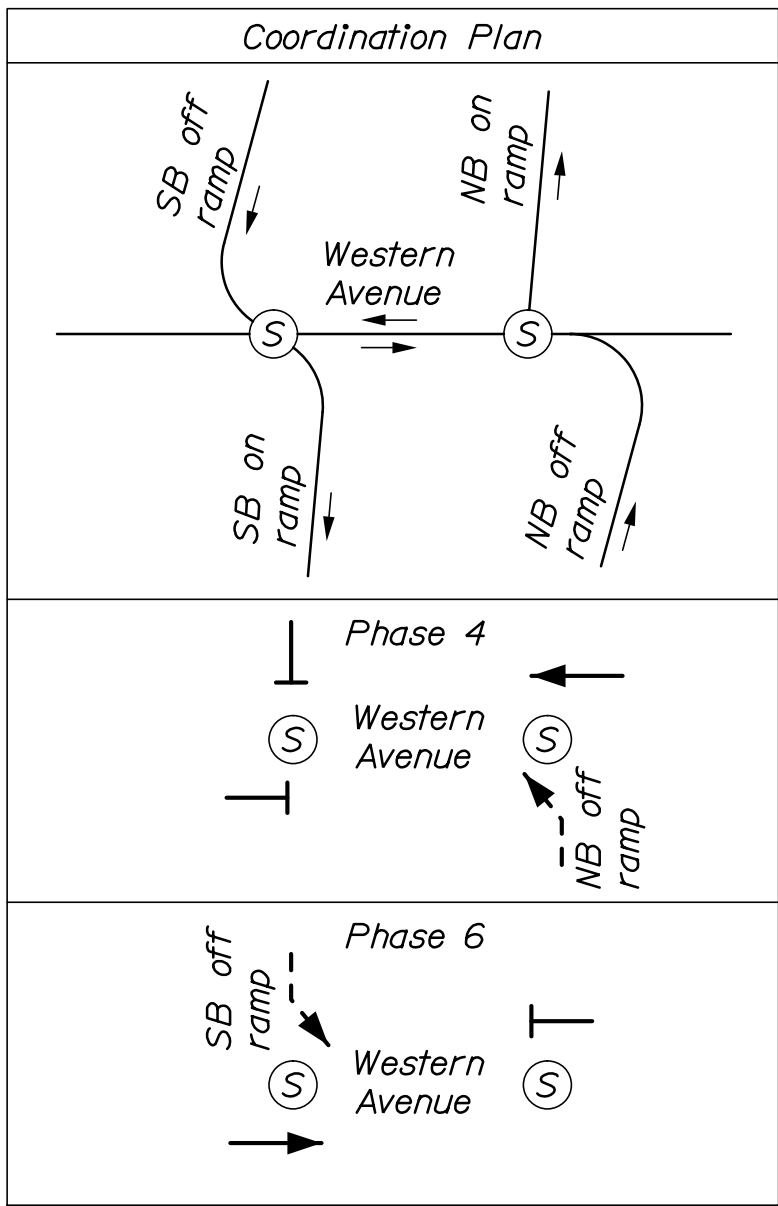 Coordination Plan
SB off
ramp
NB on
ramp
Western
Avenue
S
S
SB on
ramp
NB off
ramp
Phase 4
Western
Avenue
S
S
NB off
ramp
Phase 6
SB off
ramp
Western
Avenue
S
S